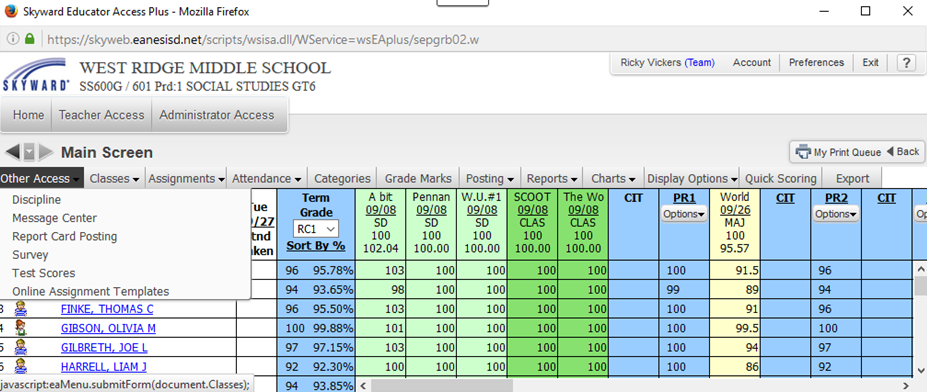 Skyward Educator Access Plus - Mozilla Firefox
https://skyweb.eanesisd.net/scripts/wsisa.dll/WService=wsEAplus/sepgrb02.w
SKYWARD
WEST RIDGE MIDDLE SCHOOL
SS600G / 601 Prd:1 SOCIAL STUDIES GT6
Ricky Vickers (Team) Account Preferences Exit ?
Home Teacher Access Administrator Access
Main Screen
My Print Queue Back
Other Access Classes Assignments Attendance Categories Grade Marks Posting Reports Charts Display Options Quick Scoring Export
Discipline
Message Center
Report Card Posting
Survey
Test Scores
Online Assignment Templates
Tue
09/27
Term
Grade
RC1
Sort By %
A bit
09/08
SD
100
102.04
Pennan
09/08
SD
100
100.00
W.U.#1
09/08
SD
100
100.00
SCOOT
09/08
CLAS
100
100.00
The Wo
09/08
CLAS
100
100.00
CIT
PR1
Options
World
09/26
MAJ
100
95.57
CIT
PR2
Options
CIT
96 95.78% 103 100 100 100 100 100 91.5 96
94 93.65% 98 100 100 100 100 99 89 94
3 FINKE, THOMAS C 96 95.50% 103 100 100 100 100 100 91 96
4 GIBSON, OLIVIA M 100 99.88% 101 100 100 100 100 100 99.5 100
5 GILBRETH, JOE L 97 97.15% 103 100 100 100 100 100 94 97
6 HARRELL, LIAM J 92 92.30% 100 100 100 100 100 100 86 92
94 93.85%
javascript:eaMenu.submitForm(document.Classes);